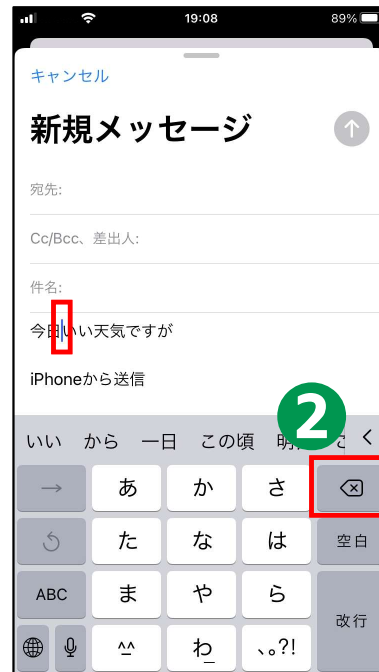 19:08 89%
キャンセル
新規メッセージ
宛先:
Cc/Bcc、差出人:
件名:
今日いい天気ですが
iPhoneから送信
2
いい から 一日 この頃
→ あ か さ
た な は 空白
ABC ま や ら 改行
^^ わ 、。?!